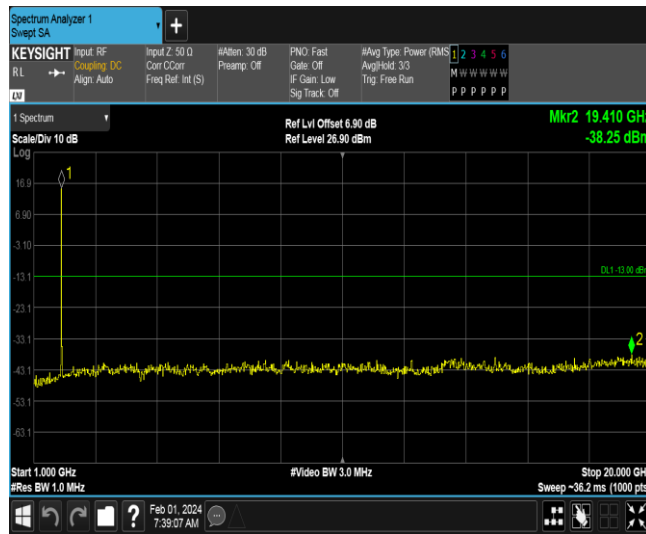 Spectrum Analyzer 1
Swept SA
+
KEYSIGHT
RL
LXI
Input: RF
Coupling: DC
Align: Auto
Input Z: 50 Ω
Corr CCorr
Freq Ref: Int (S)
#Atten: 30 dB
Preamp: Off
PNO: Fast
Gate: Off
IF Gain: Low
Sig Track: Off
#Avg Type: Power (RMS
Avg|Hold: 3/3
Trig: Free Run
1 2 3 4 5 6
M W W W W W
P P P P P P
1 Spectrum
Scale/Div 10 dB
Log
Ref Lvl Offset 6.90 dB
Ref Level 26.90 dBm
Mkr2 19.410 GHz
-38.25 dBm
1
16.9
6.90
-3.10
-13.1
DL1 -13.00 dBm
-23.1
-33.1
2
-43.1
-53.1
-63.1
Start 1.000 GHz
#Res BW 1.0 MHz
#Video BW 3.0 MHz
Stop 20.000 GH
Sweep ~36.2 ms (1000 pts
?
Feb 01, 2024
7:39:07 AM